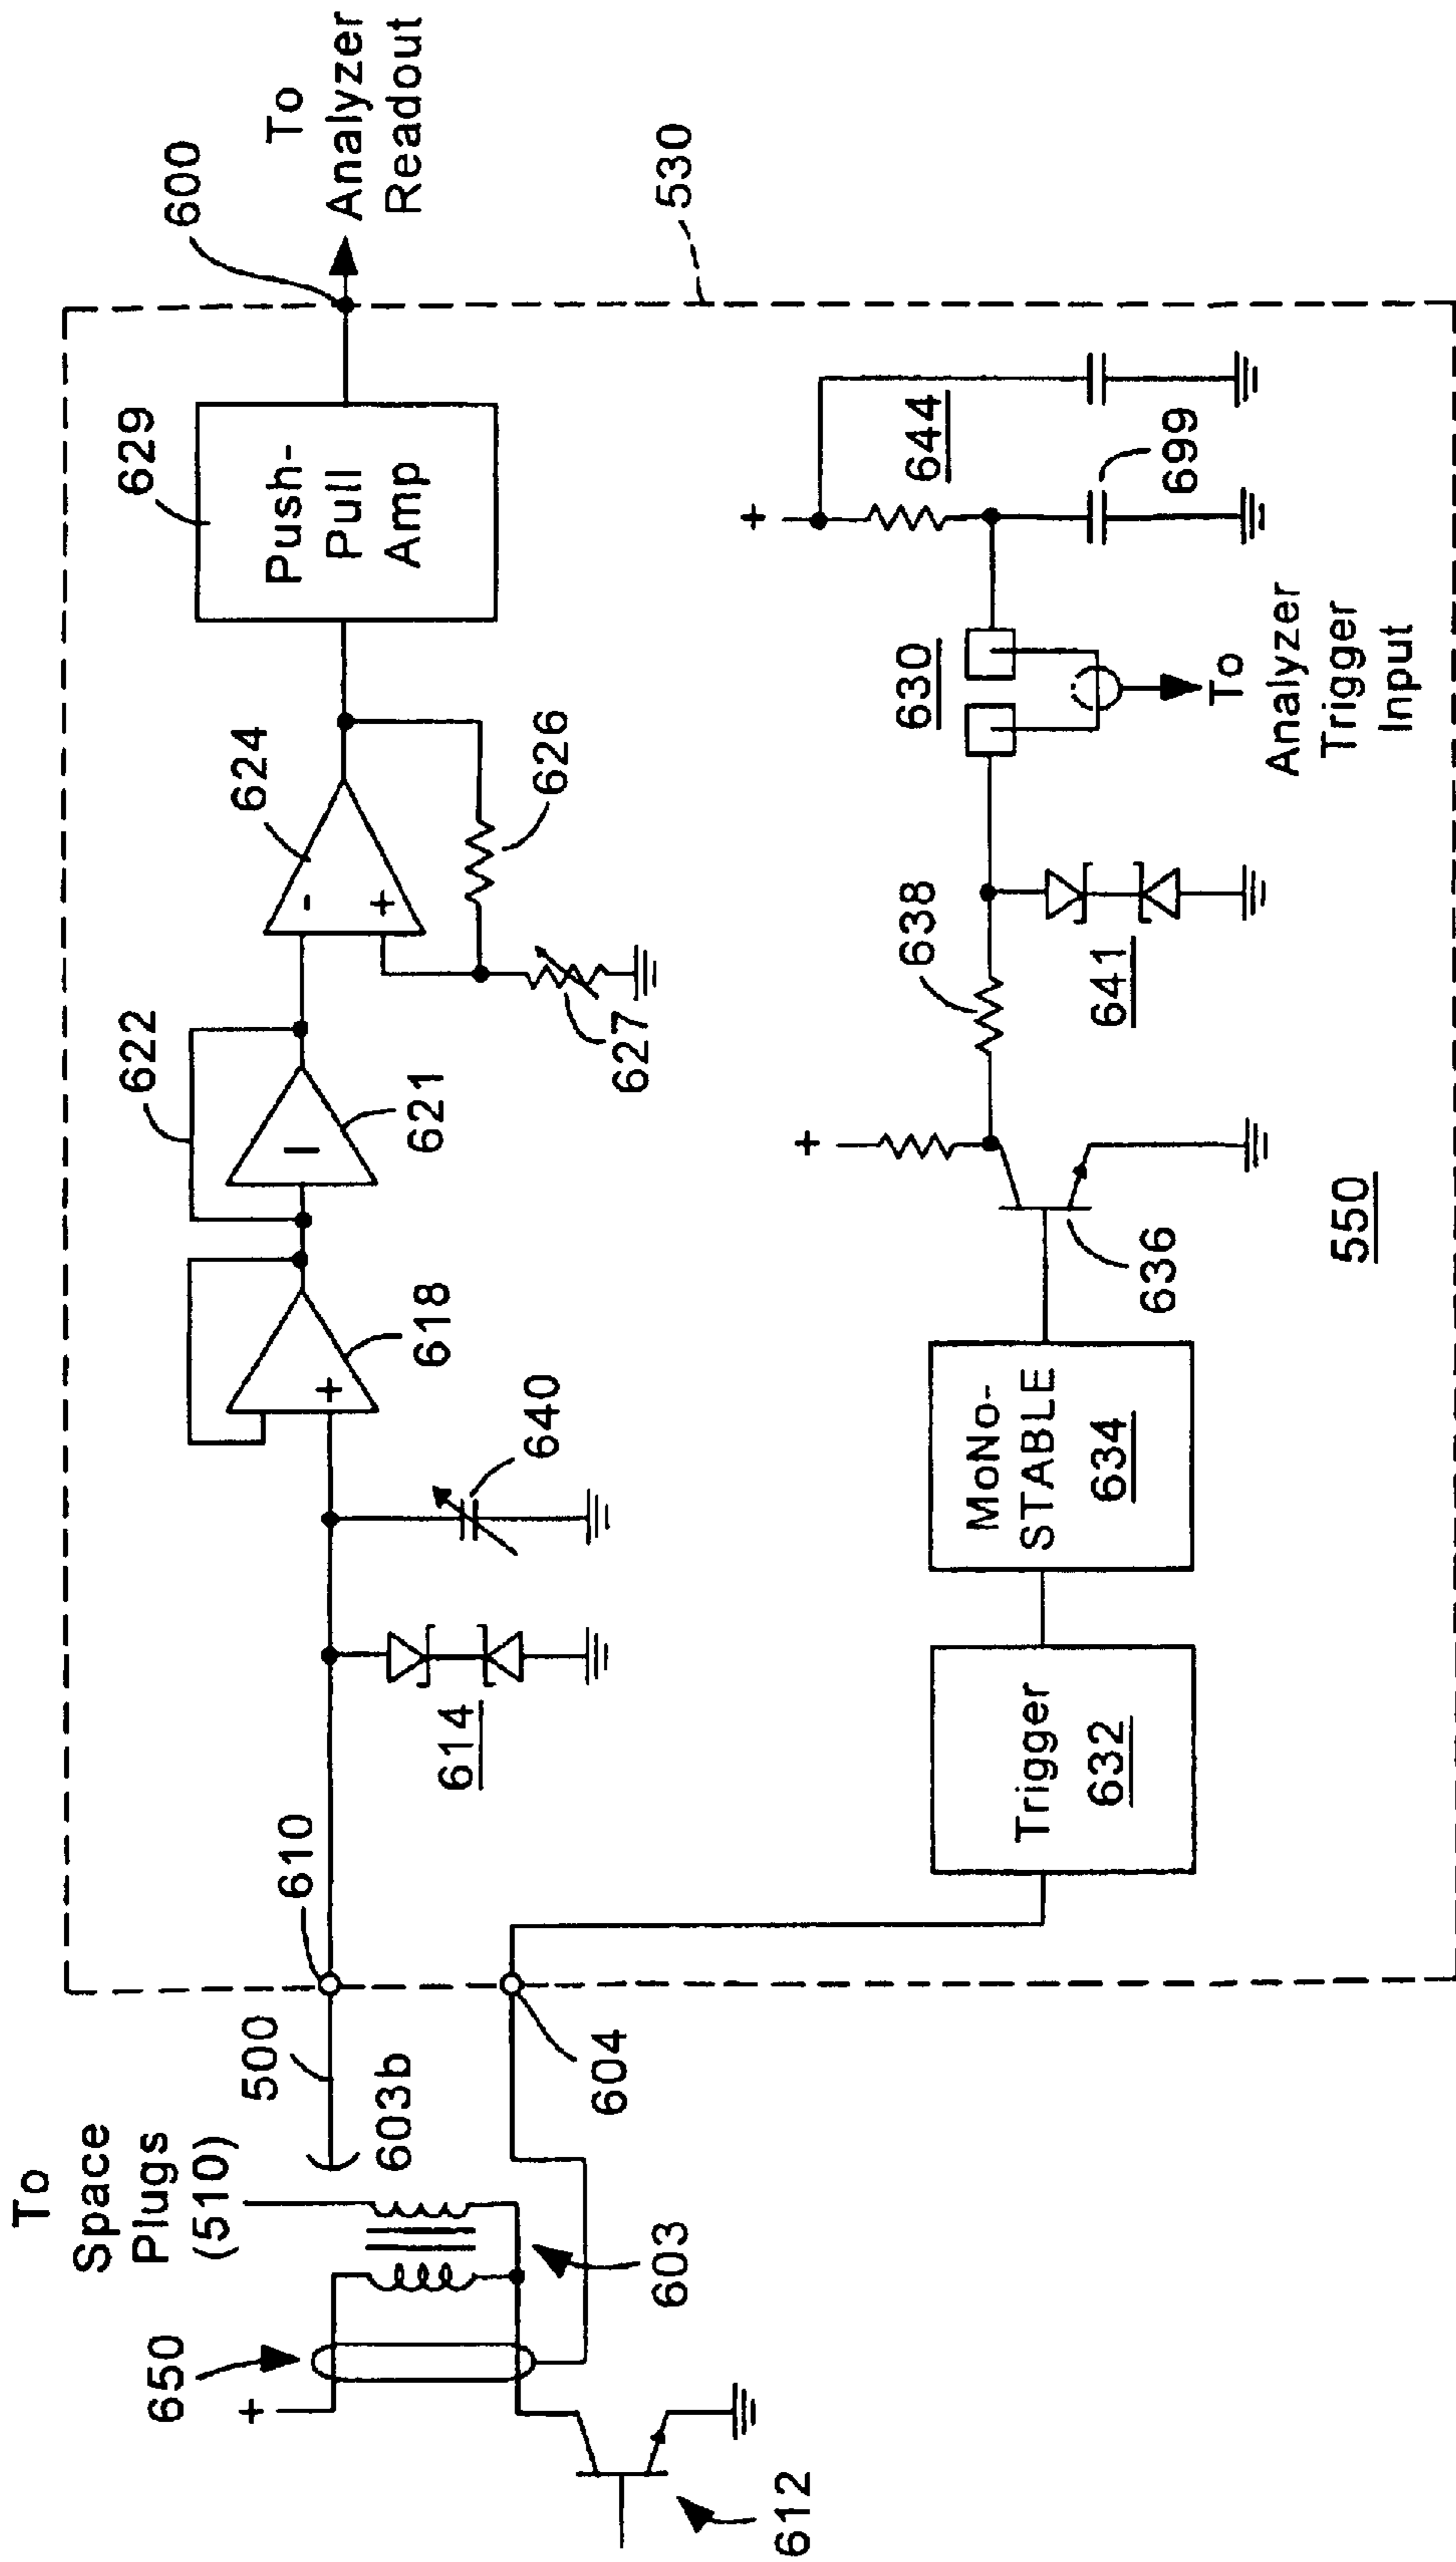 To
Space
Plugs
(510)
650
+
612
603
603b
500
604
610
614
640
618
+
622
621
624
-
+
626
627
629
Push-
Pull
Amp
600
To
Analyzer
Readout
530
Trigger
632
MoNo-
STABLE
634
636
+
638
641
630
To
Analyzer
Trigger
Input
+
644
699
550